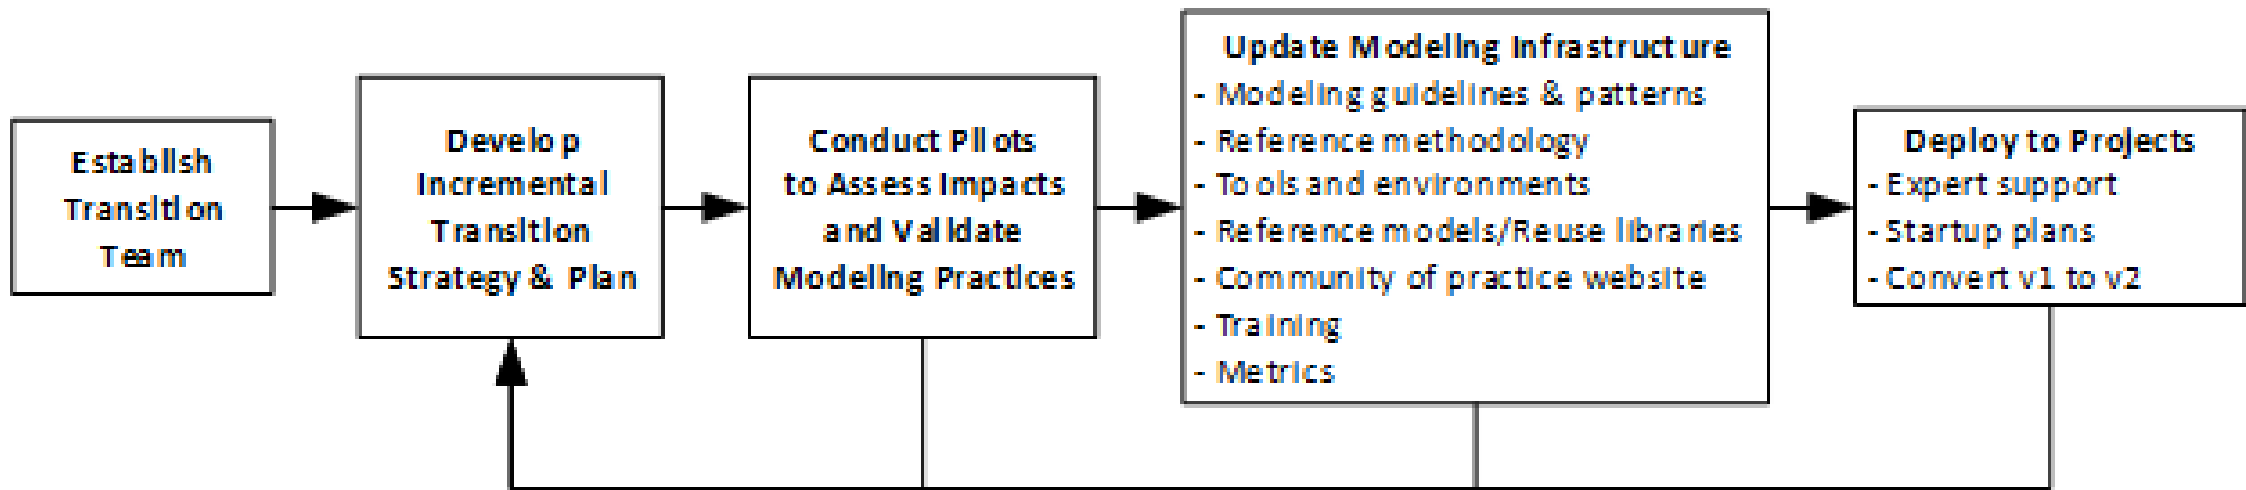 Establish
Transition
Team
Develop
Incremental
Transition
Strategy & Plan
Conduct Pilots
to Assess Impacts
and Validate
Modeling Practices
Update Modeling Infrastructure
- Modeling guidelines & patterns
- Reference methodology
- Tools and environments
- Reference models/Reuse libraries
- Community of practice website
- Training
- Metrics
Deploy to Projects
- Expert support
- Startup plans
- Convert v1 to v2